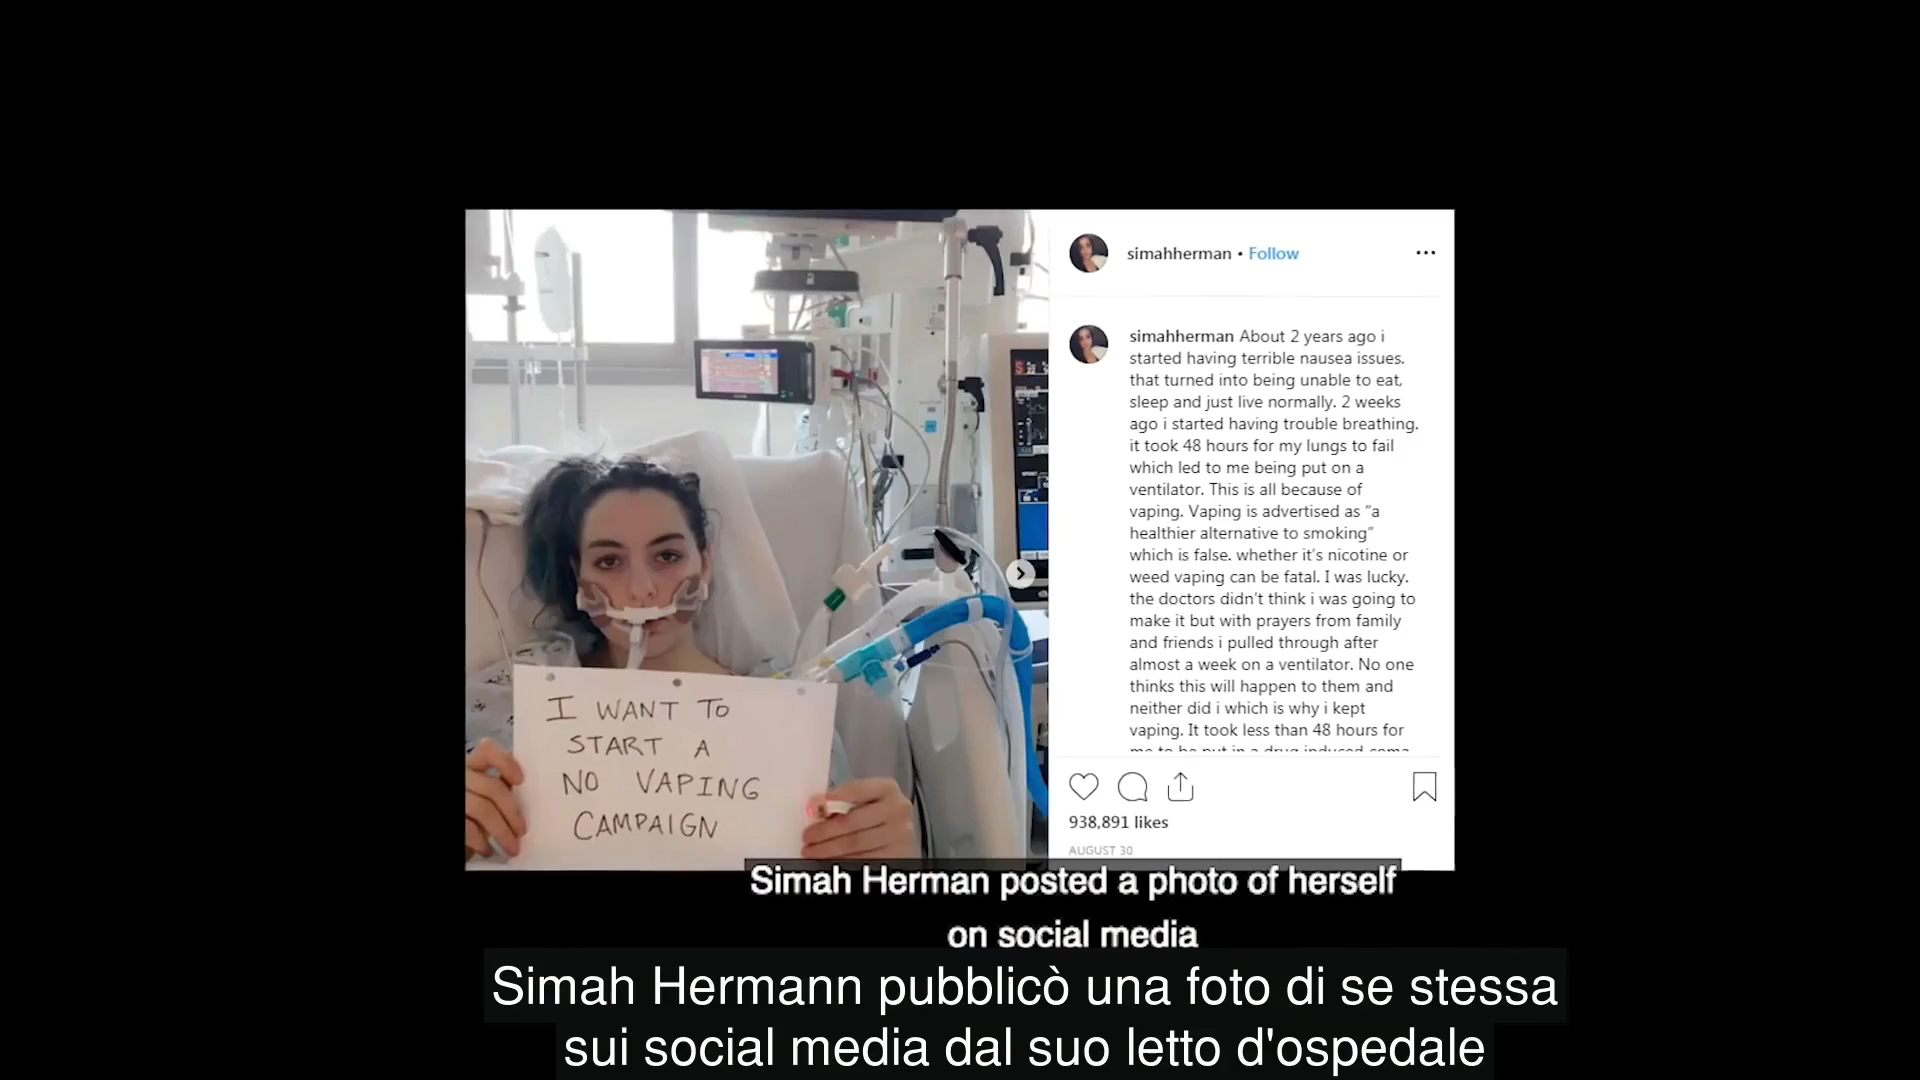 simahherman • Follow
simahherman About 2 years ago i
started having terrible nausea issues.
that turned into being unable to eat,
sleep and just live normally. 2 weeks
ago i started having trouble breathing.
it took 48 hours for my lungs to fail
which led to me being put on a
ventilator. This is all because of
vaping. Vaping is advertised as “a
healthier alternative to smoking”
which is false. whether it’s nicotine or
weed vaping can be fatal. I was lucky.
the doctors didn’t think i was going to
make it but with prayers from family
and friends i pulled through after
almost a week on a ventilator. No one
thinks this will happen to them and
neither did i which is why i kept
vaping. It took less than 48 hours for
me to be put in a drug induced coma
938,891 likes
AUGUST 30
I WANT TO
START A
NO VAPING
CAMPAIGN
Simah Herman posted a photo of herself
on social media
Simah Hermann pubblicò una foto di se stessa
sui social media dal suo letto d'ospedale